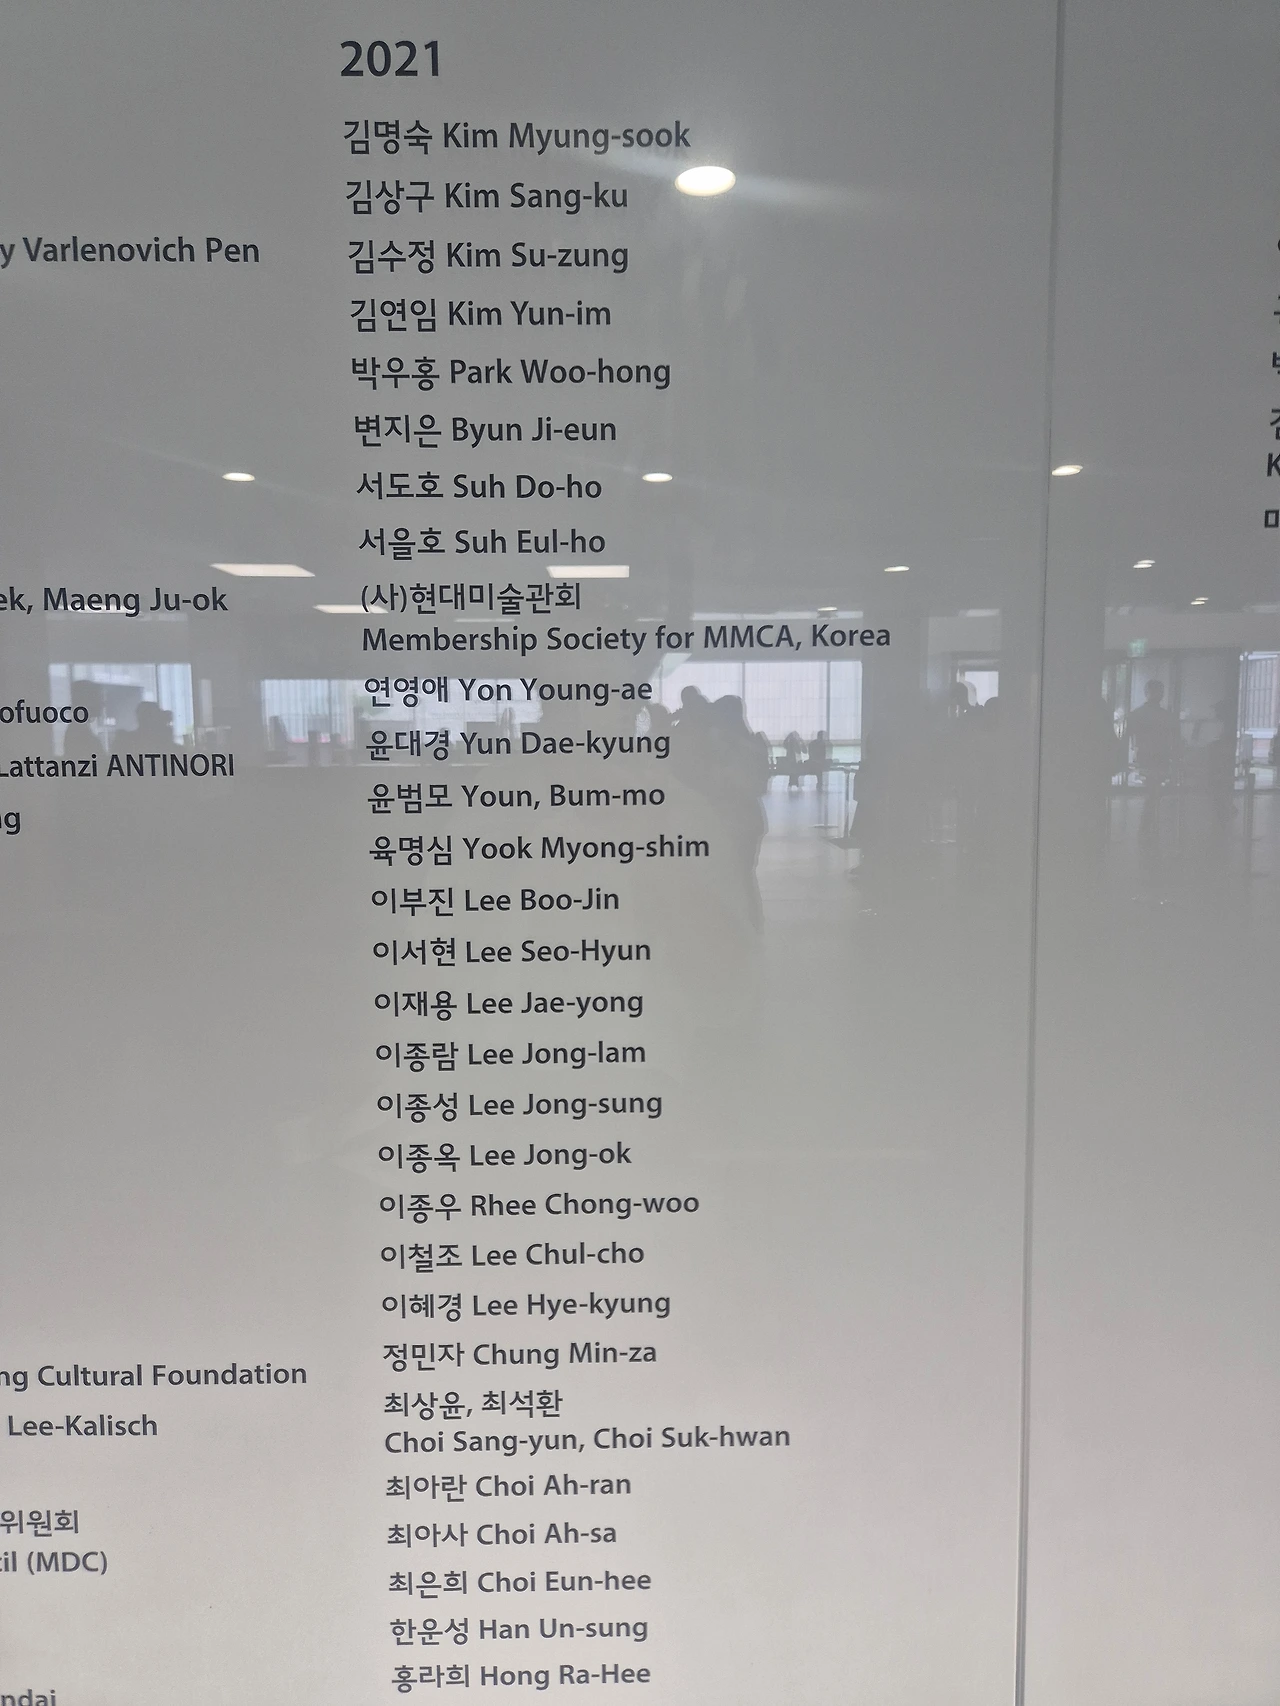 Varlenovich Pen
Maeng Ju-ok
Lattanzi ANTINORI
Cultural Foundation
Lee-Kalisch
위원회
(MDC)
2021
김명숙 Kim Myung-sook
김상구 Kim Sang-ku
김수정 Kim Su-zung
김연임 Kim Yun-im
박우홍 Park Woo-hong
변지은 Byun Ji-eun
서도호 Suh Do-ho
서을호 Suh Eul-ho
(사)현대미술관회
Membership Society for MMCA, Korea
연영애 Yon Young-ae
윤대경 Yun Dae-kyung
윤범모 Youn, Bum-mo
육명심 Yook Myong-shim
이부진 Lee Boo-Jin
이서현 Lee Seo-Hyun
이재용 Lee Jae-yong
이종람 Lee Jong-lam
이종성 Lee Jong-sung
이종옥 Lee Jong-ok
이종우 Rhee Chong-woo
이철조 Lee Chul-cho
이혜경 Lee Hye-kyung
정민자 Chung Min-za
최상윤, 최석환
Choi Sang-yun, Choi Suk-hwan
최아란 Choi Ah-ran
최아사 Choi Ah-sa
최은희 Choi Eun-hee
한운성 Han Un-sung
홍라희 Hong Ra-Hee